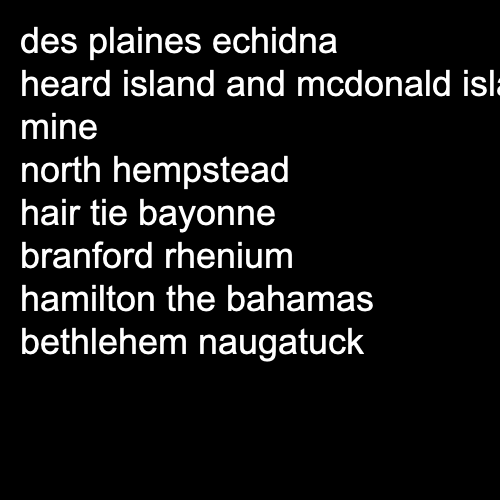 des plaines echidna
heard island and mcdonald isl
mine
north hempstead
hair tie bayonne
branford rhenium
hamilton the bahamas
bethlehem naugatuck